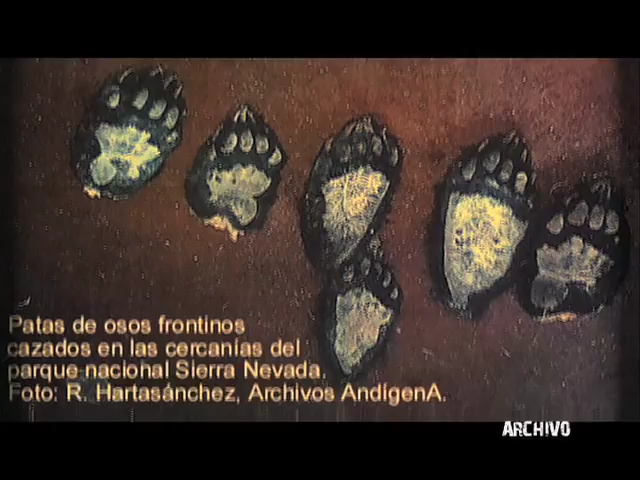 Patas de osos frontinos
cazados en las cercanías del
parque nacional Sierra Nevada.
Foto: R. Hartasánchez, Archivos AndígenA.
ARCHIVO